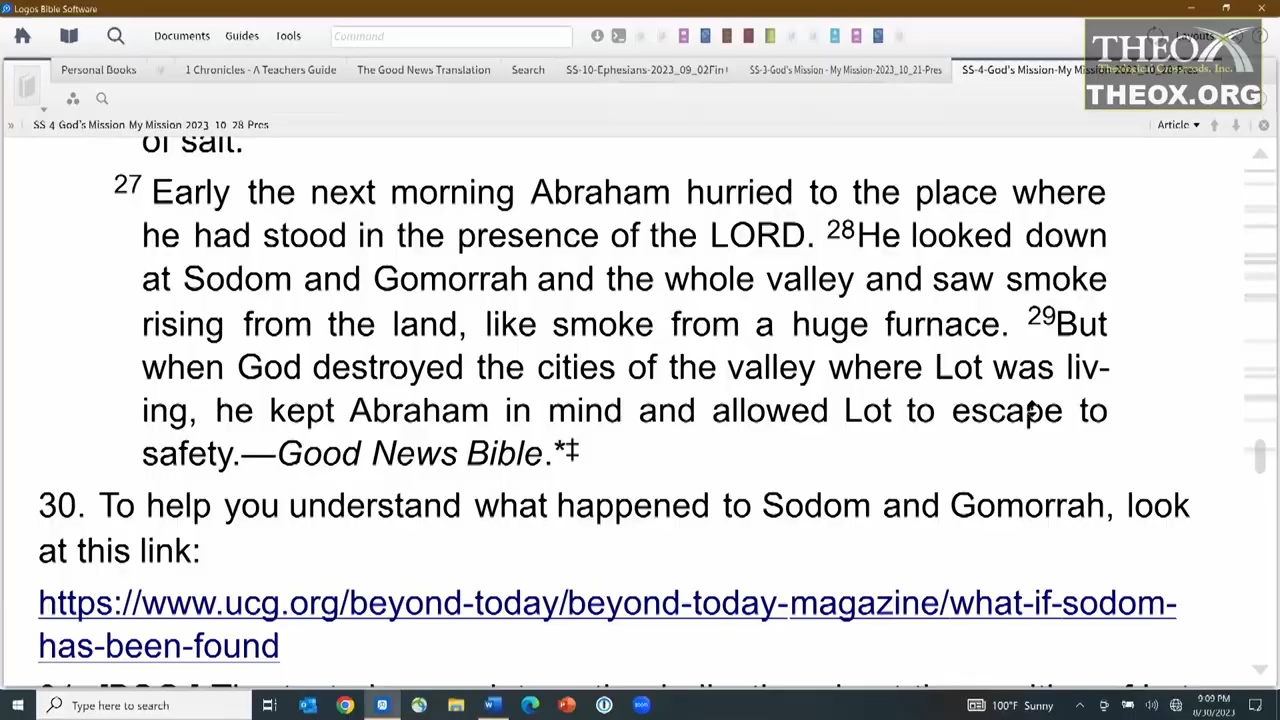 Logos Bible Software
Documents Guides Tools Command Layouts
THEOX
Theological Crossroads, Inc.
THEOX.ORG
Personal Books 1 Chronicles - A Teachers Guide The Good News Translation Search SS-10-Ephesians-2023_09_02Fin SS-3-God's Mission - My Mission-2023_10_21-Pres SS-4-God's Mission-My
SS 4 God's Mission My Mission 2023 10 28 Pres Article
of salt.
27 Early the next morning Abraham hurried to the place where
he had stood in the presence of the LORD. 28He looked down
at Sodom and Gomorrah and the whole valley and saw smoke
rising from the land, like smoke from a huge furnace. 29But
when God destroyed the cities of the valley where Lot was liv-
ing, he kept Abraham in mind and allowed Lot to escape to
safety.—Good News Bible.*‡
30. To help you understand what happened to Sodom and Gomorrah, look
at this link:
https://www.ucg.org/beyond-today/beyond-today-magazine/what-if-sodom-
has-been-found
Type here to search 100°F Sunny 9:09 PM
8/30/2023